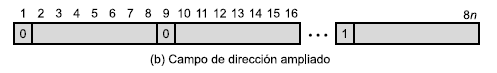 1 2 3 4 5 6 7 8 9 10 11 12 13 14 15 16 8n
0 0 ••• 1
(b) Campo de dirección ampliado